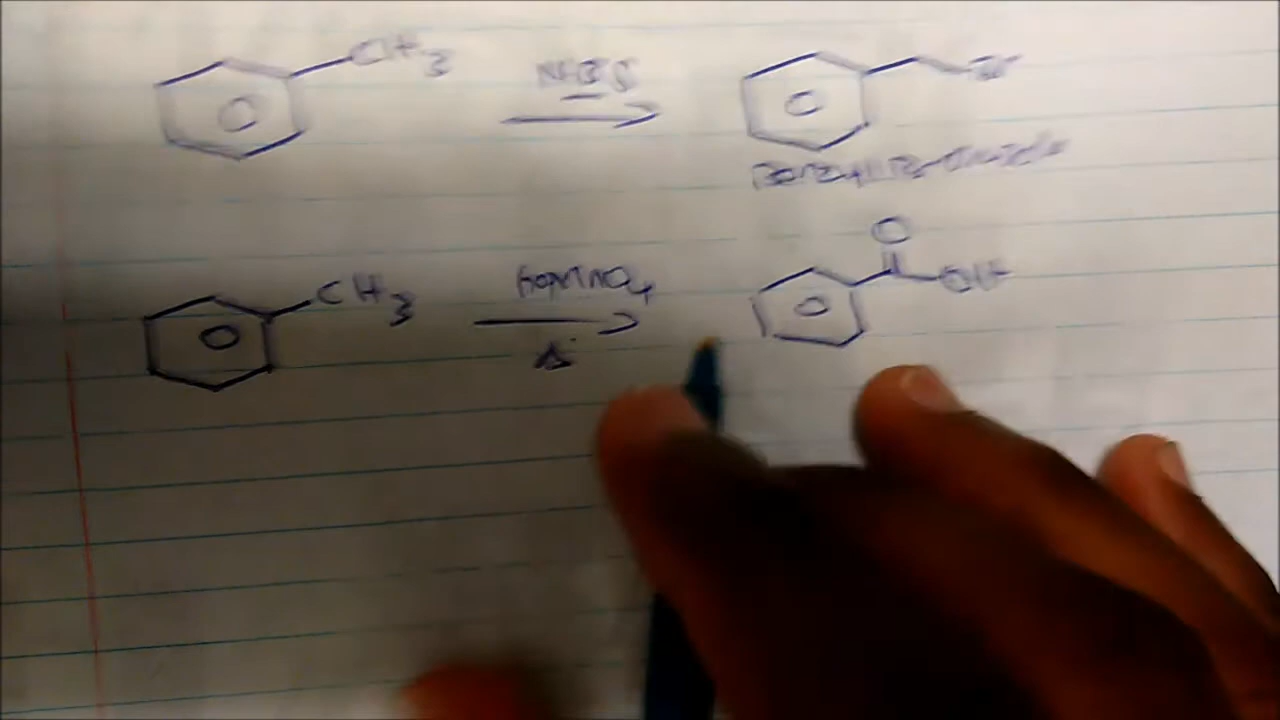 CH3 NBS Br
Benzyl Bromide
O
CH3 KMnO4 OH
Δ